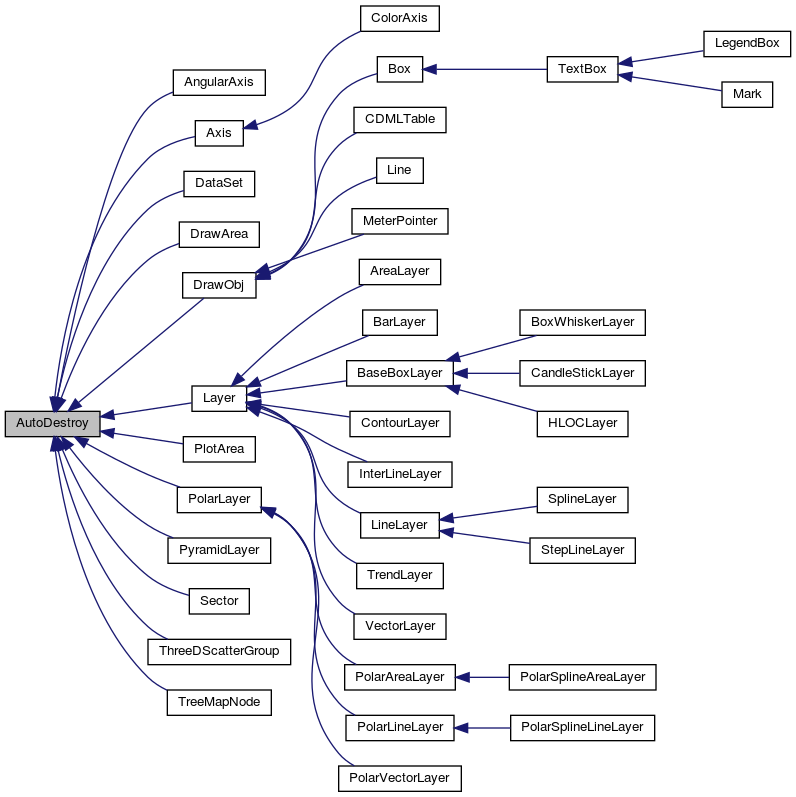 ColorAxis
LegendBox
Box
TextBox
AngularAxis
Mark
CDMLTable
Axis
Line
DataSet
MeterPointer
DrawArea
AreaLayer
DrawObj
BarLayer
BoxWhiskerLayer
BaseBoxLayer
CandleStickLayer
Layer
AutoDestroy
ContourLayer
HLOCLayer
PlotArea
InterLineLayer
PolarLayer
SplineLayer
LineLayer
PyramidLayer
StepLineLayer
TrendLayer
Sector
VectorLayer
ThreeDScatterGroup
PolarAreaLayer
PolarSplineAreaLayer
TreeMapNode
PolarLineLayer
PolarSplineLineLayer
PolarVectorLayer